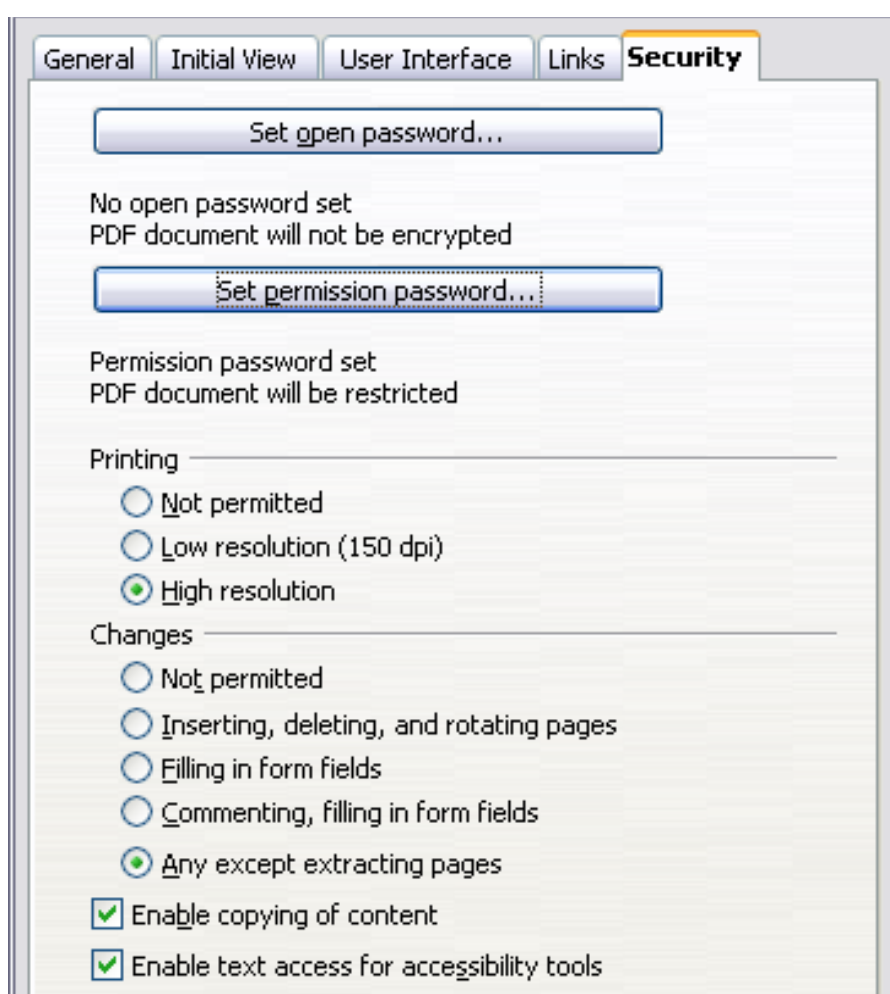 General Initial View User Interface Links Security
Set open password...
No open password set
PDF document will not be encrypted
Set permission password...
Permission password set
PDF document will be restricted
Printing
Not permitted
Low resolution (150 dpi)
High resolution
Changes
Not permitted
Inserting, deleting, and rotating pages
Filling in form fields
Commenting, filling in form fields
Any except extracting pages
Enable copying of content
Enable text access for accessibility tools